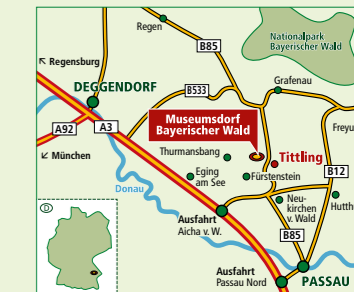 Regen
B85
Nationalpark
Bayerischer Wald
Regensburg
DEGGENDORF
B533
Grafenau
A92
A3
Museumsdorf
Bayerischer Wald
Freyu
München
Thurmansbang
Tittling
Eging
am See
Fürstenstein
B12
Donau
Neu-
kirchen
v. Wald
Hutth
Ausfahrt
Aicha v. W.
D
B85
Ausfahrt
Passau Nord
PASSAU